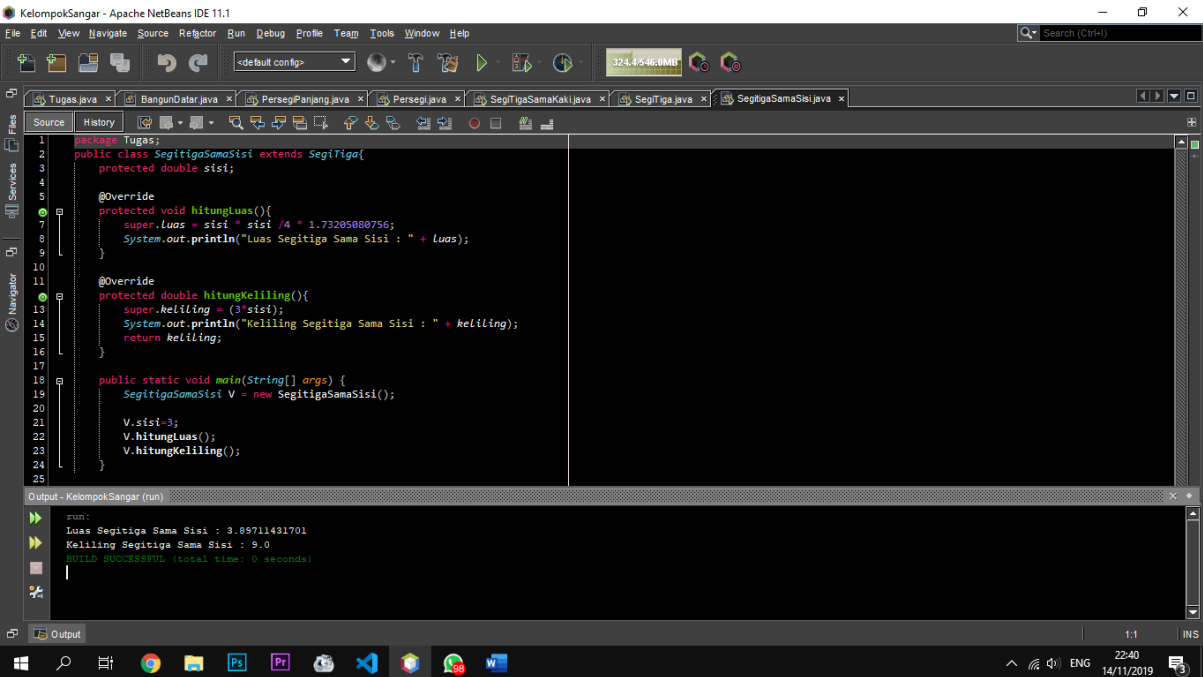 KelompokSangar - Apache NetBeans IDE 11.1
File Edit View Navigate Source Refactor Run Debug Profile Team Tools Window Help
Search (Ctrl+I)
<default config>
324.4/546.0MB
Tugas.java
BangunDatar.java
PersegiPanjang.java
Persegi.java
SegiTigaSamaKaki.java
SegiTiga.java
SegitigaSamaSisi.java
Source History
Files
Services
Navigator
1 package Tugas;
2 public class SegitigaSamaSisi extends SegiTiga{
3 protected double sisi;
4
5 @Override
protected void hitungLuas(){
7 super.luas = sisi * sisi /4 * 1.73205080756;
8 System.out.println("Luas Segitiga Sama Sisi : " + luas);
9 }
10
11 @Override
protected double hitungKeliling(){
13 super.keliling = (3*sisi);
14 System.out.println("Keliling Segitiga Sama Sisi : " + keliling);
15 return keliling;
16 }
17
18 public static void main(String[] args) {
19 SegitigaSamaSisi V = new SegitigaSamaSisi();
20
21 V.sisi=3;
22 V.hitungLuas();
23 V.hitungKeliling();
24 }
25
Output - KelompokSangar (run)
run:
Luas Segitiga Sama Sisi : 3.89711431701
Keliling Segitiga Sama Sisi : 9.0
BUILD SUCCESSFUL (total time: 0 seconds)
Output
1:1
INS
Ps
Pr
98
W
ENG
22:40
14/11/2019
3